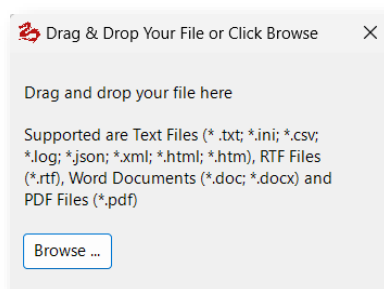 Drag & Drop Your File or Click Browse
Drag and drop your file here
Supported are Text Files (* .txt; *.ini; *.csv;
*.log; *.json; *.xml; *.html; *.htm), RTF Files
(*.rtf), Word Documents (*.doc; *.docx) and
PDF Files (*.pdf)
Browse ...